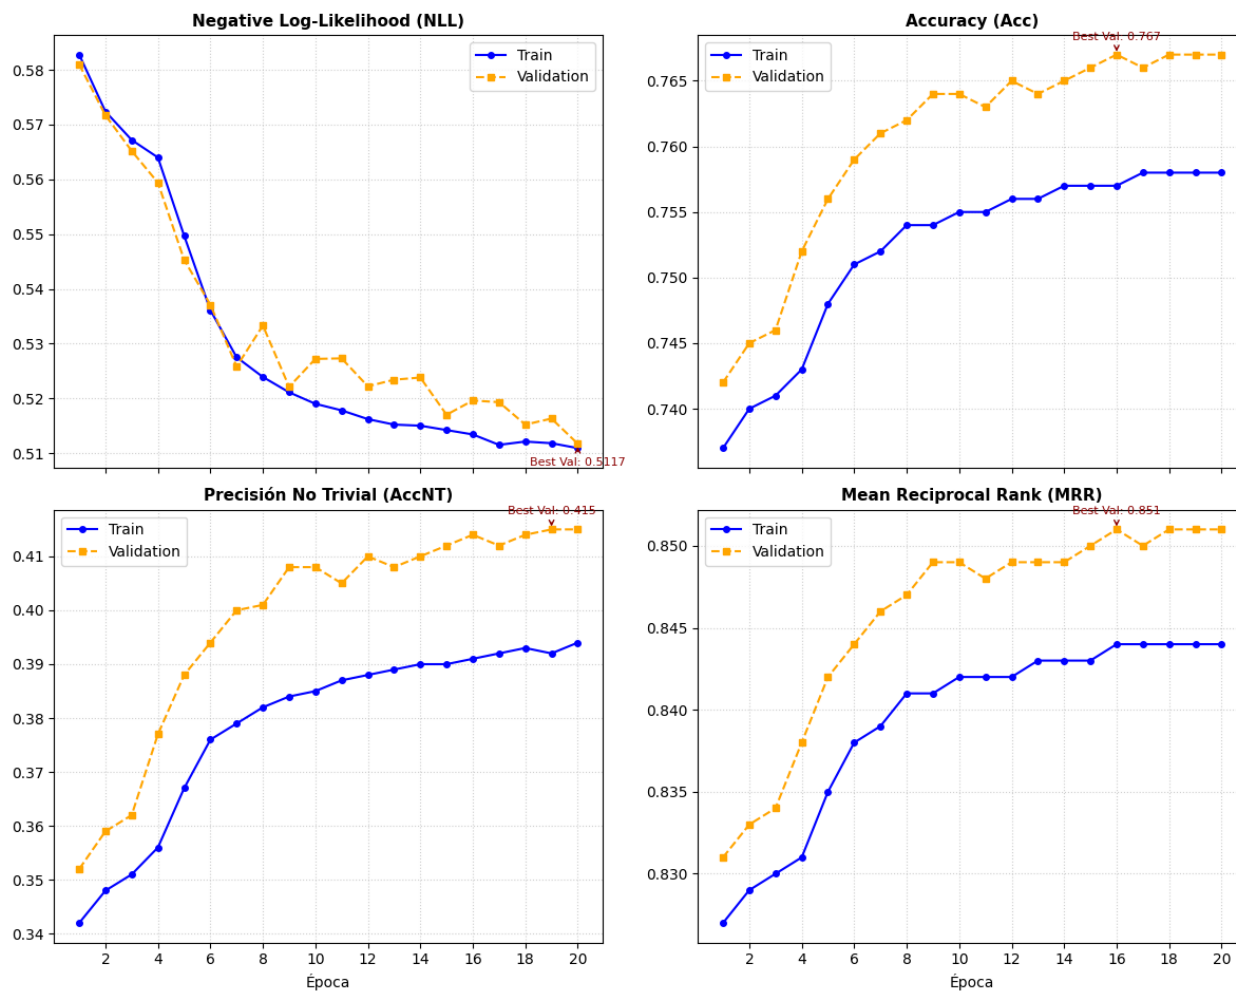 Negative Log-Likelihood (NLL)
Train
Validation
0.58
0.57
0.56
0.55
0.54
0.53
0.52
0.51
Best Val: 0.5117
Accuracy (Acc)
Best Val: 0.767
Train
Validation
0.765
0.760
0.755
0.750
0.745
0.740
Precisión No Trivial (AccNT)
Best Val: 0.415
Train
Validation
0.41
0.40
0.39
0.38
0.37
0.36
0.35
0.34
2 4 6 8 10 12 14 16 18 20
Época
Mean Reciprocal Rank (MRR)
Best Val: 0.851
Train
Validation
0.850
0.845
0.840
0.835
0.830
2 4 6 8 10 12 14 16 18 20
Época